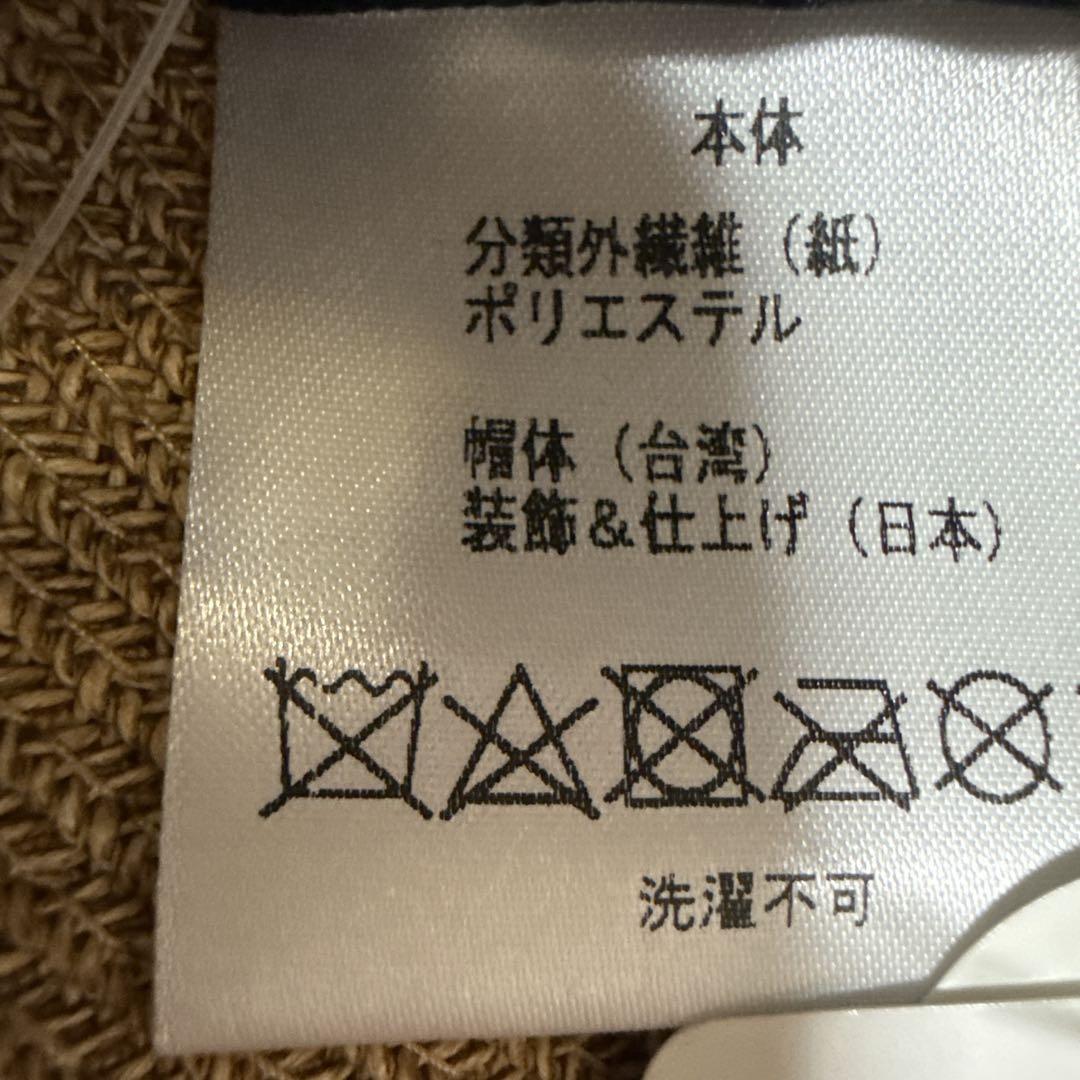 本体
分類外繊維（紙）
ポリエステル
帽体（台湾）
装飾＆仕上げ（日本）
洗濯不可